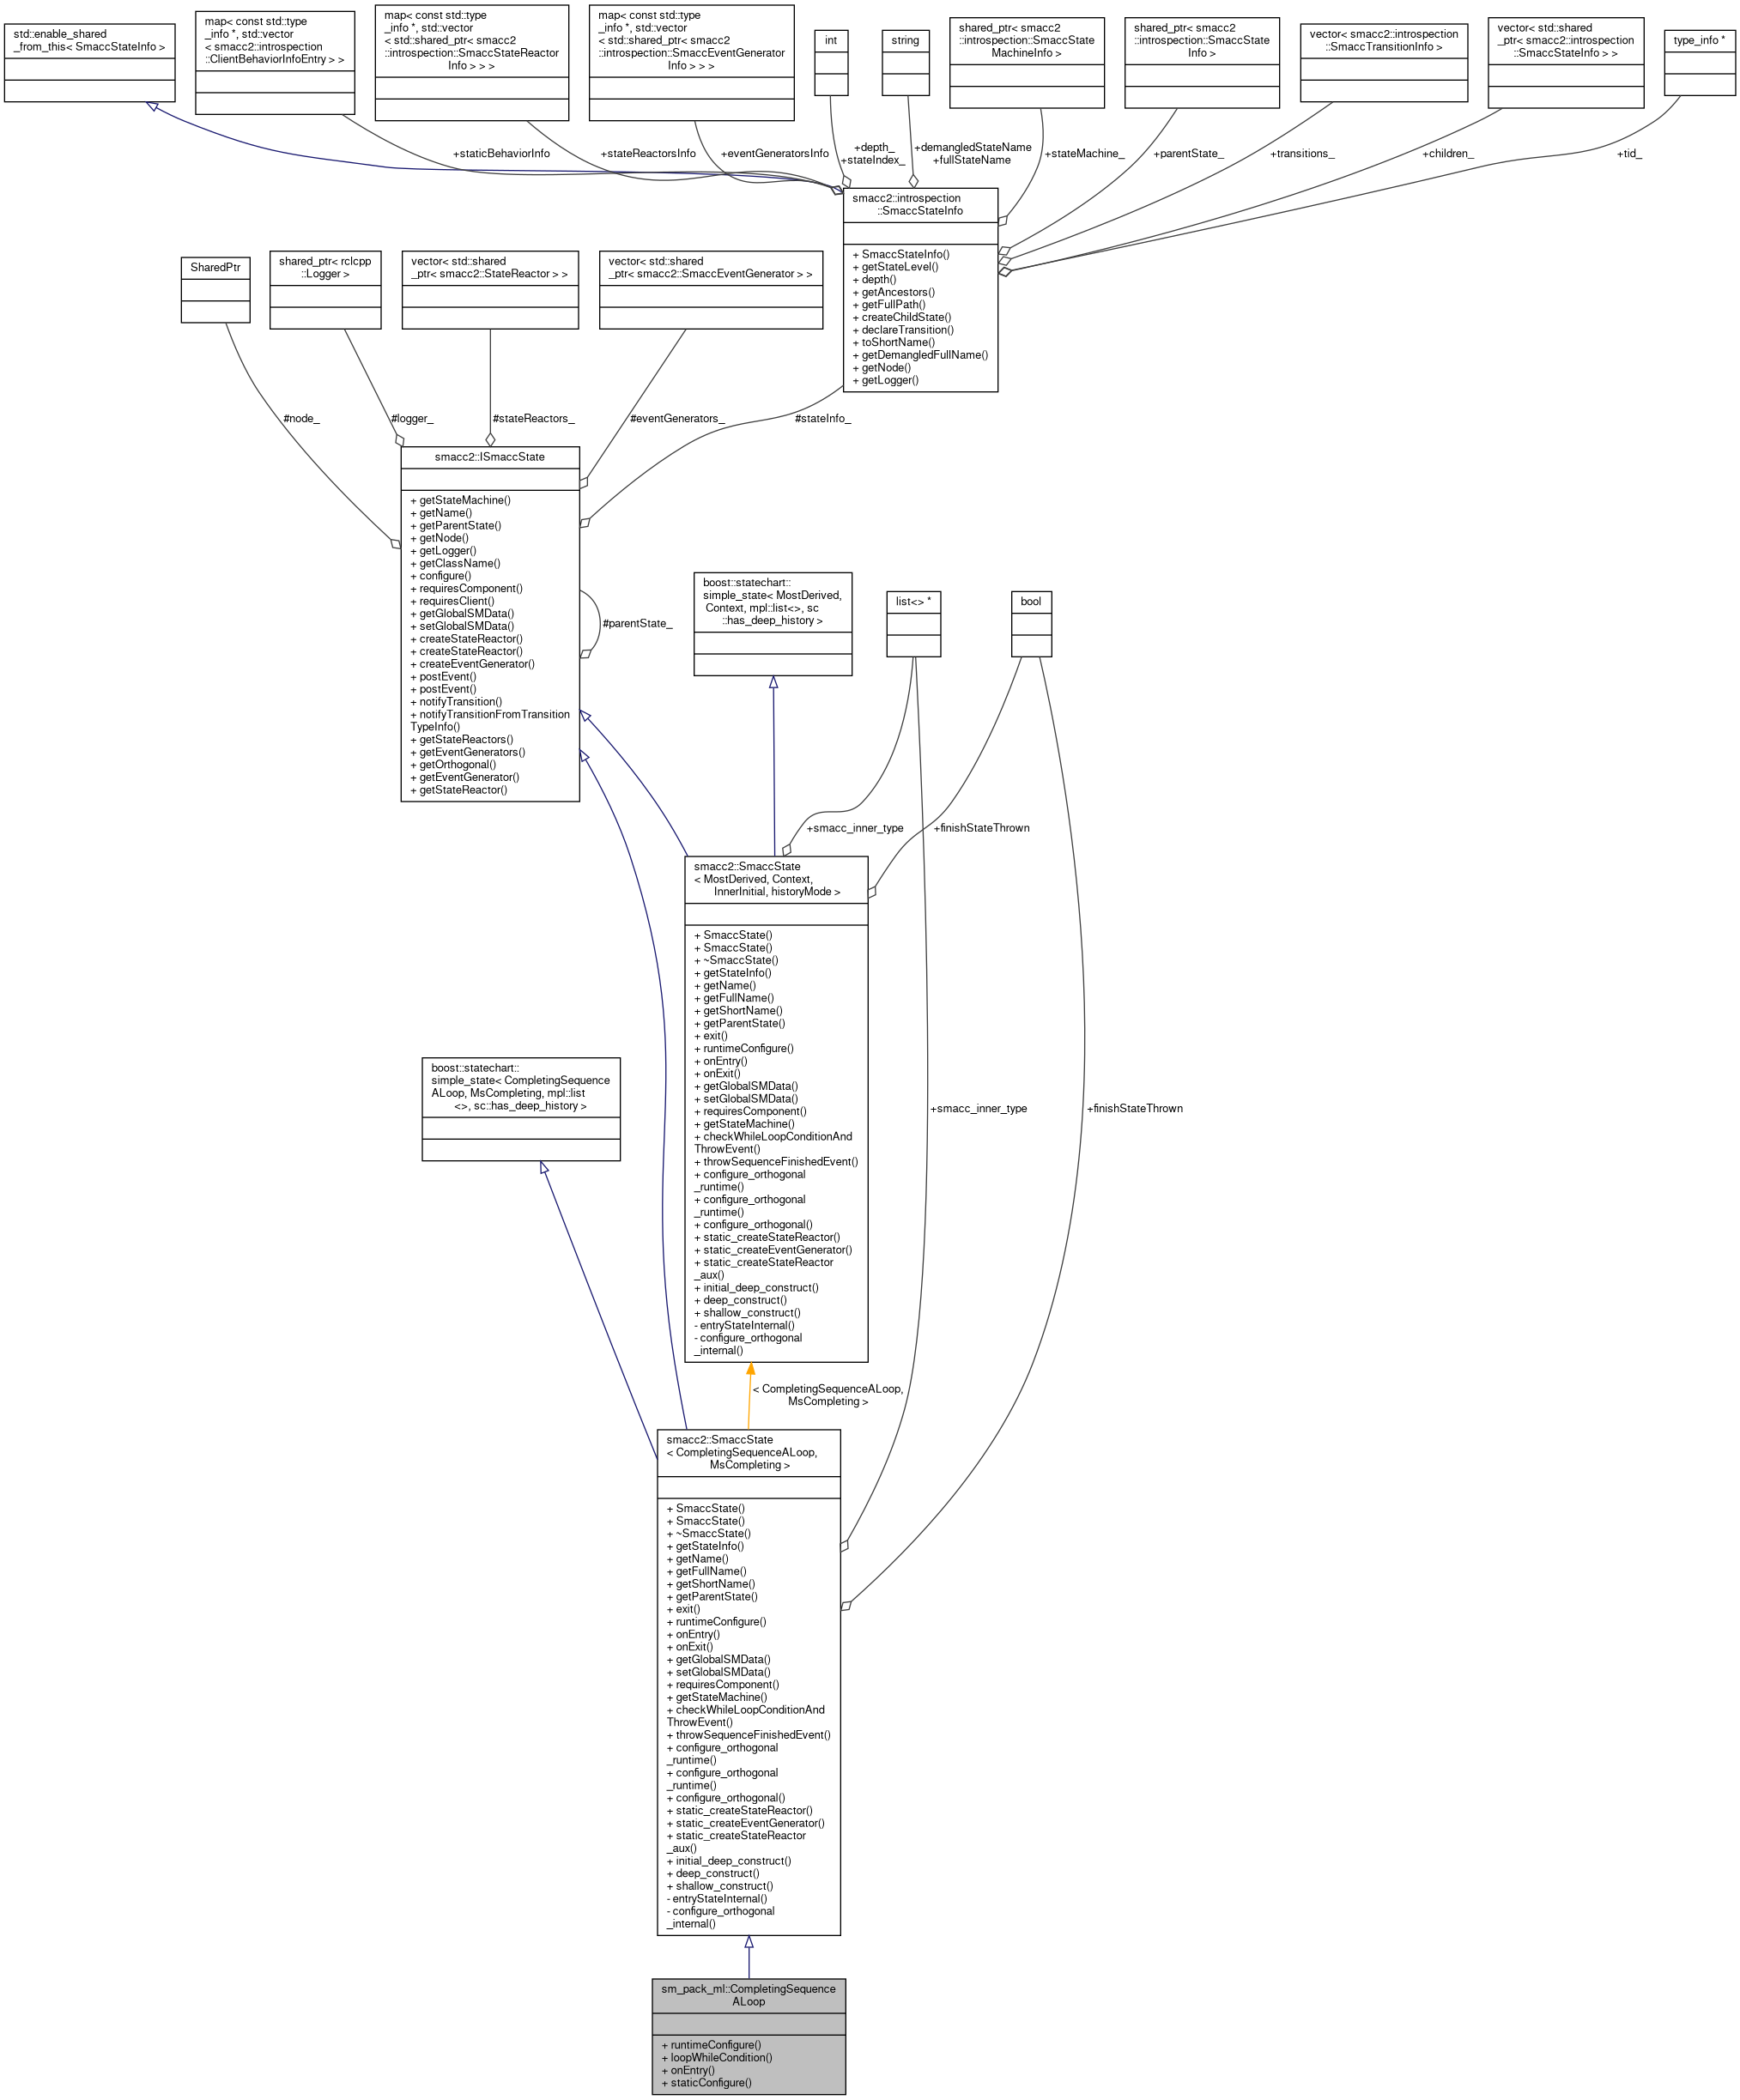 std::enable_shared
_from_this< SmaccStateInfo >
map< const std::type
_info *, std::vector
< smacc2::introspection
::ClientBehaviorInfoEntry > >
map< const std::type
_info *, std::vector
< std::shared_ptr< smacc2
::introspection::SmaccStateReactor
Info > > >
map< const std::type
_info *, std::vector
< std::shared_ptr< smacc2
::introspection::SmaccEventGenerator
Info > > >
int
string
shared_ptr< smacc2
::introspection::SmaccState
MachineInfo >
shared_ptr< smacc2
::introspection::SmaccState
Info >
vector< smacc2::introspection
::SmaccTransitionInfo >
vector< std::shared
_ptr< smacc2::introspection
::SmaccStateInfo > >
type_info *
+staticBehaviorInfo
+stateReactorsInfo
+eventGeneratorsInfo
+depth_
+stateIndex_
+demangledStateName
+fullStateName
+stateMachine_
+parentState_
+transitions_
+children_
+tid_
smacc2::introspection
::SmaccStateInfo
+ SmaccStateInfo()
+ getStateLevel()
+ depth()
+ getAncestors()
+ getFullPath()
+ createChildState()
+ declareTransition()
+ toShortName()
+ getDemangledFullName()
+ getNode()
+ getLogger()
SharedPtr
shared_ptr< rclcpp
::Logger >
vector< std::shared
_ptr< smacc2::StateReactor > >
vector< std::shared
_ptr< smacc2::SmaccEventGenerator > >
#node_
#logger_
#stateReactors_
#eventGenerators_
#stateInfo_
smacc2::ISmaccState
+ getStateMachine()
+ getName()
+ getParentState()
+ getNode()
+ getLogger()
+ getClassName()
+ configure()
+ requiresComponent()
+ requiresClient()
+ getGlobalSMData()
+ setGlobalSMData()
+ createStateReactor()
+ createStateReactor()
+ createEventGenerator()
+ postEvent()
+ postEvent()
+ notifyTransition()
+ notifyTransitionFromTransition
TypeInfo()
+ getStateReactors()
+ getEventGenerators()
+ getOrthogonal()
+ getEventGenerator()
+ getStateReactor()
#parentState_
boost::statechart::
simple_state< MostDerived,
Context, mpl::list<>, sc
::has_deep_history >
list<> *
bool
+smacc_inner_type
+finishStateThrown
smacc2::SmaccState
< MostDerived, Context,
InnerInitial, historyMode >
+ SmaccState()
+ SmaccState()
+ ~SmaccState()
+ getStateInfo()
+ getName()
+ getFullName()
+ getShortName()
+ getParentState()
+ exit()
+ runtimeConfigure()
+ onEntry()
+ onExit()
+ getGlobalSMData()
+ setGlobalSMData()
+ requiresComponent()
+ getStateMachine()
+ checkWhileLoopConditionAnd
ThrowEvent()
+ throwSequenceFinishedEvent()
+ configure_orthogonal
_runtime()
+ configure_orthogonal
_runtime()
+ configure_orthogonal()
+ static_createStateReactor()
+ static_createEventGenerator()
+ static_createStateReactor
_aux()
+ initial_deep_construct()
+ deep_construct()
+ shallow_construct()
- entryStateInternal()
- configure_orthogonal
_internal()
boost::statechart::
simple_state< CompletingSequence
ALoop, MsCompleting, mpl::list
<>, sc::has_deep_history >
+smacc_inner_type
+finishStateThrown
< CompletingSequenceALoop,
MsCompleting >
smacc2::SmaccState
< CompletingSequenceALoop,
MsCompleting >
+ SmaccState()
+ SmaccState()
+ ~SmaccState()
+ getStateInfo()
+ getName()
+ getFullName()
+ getShortName()
+ getParentState()
+ exit()
+ runtimeConfigure()
+ onEntry()
+ onExit()
+ getGlobalSMData()
+ setGlobalSMData()
+ requiresComponent()
+ getStateMachine()
+ checkWhileLoopConditionAnd
ThrowEvent()
+ throwSequenceFinishedEvent()
+ configure_orthogonal
_runtime()
+ configure_orthogonal
_runtime()
+ configure_orthogonal()
+ static_createStateReactor()
+ static_createEventGenerator()
+ static_createStateReactor
_aux()
+ initial_deep_construct()
+ deep_construct()
+ shallow_construct()
- entryStateInternal()
- configure_orthogonal
_internal()
sm_pack_ml::CompletingSequence
ALoop
+ runtimeConfigure()
+ loopWhileCondition()
+ onEntry()
+ staticConfigure()